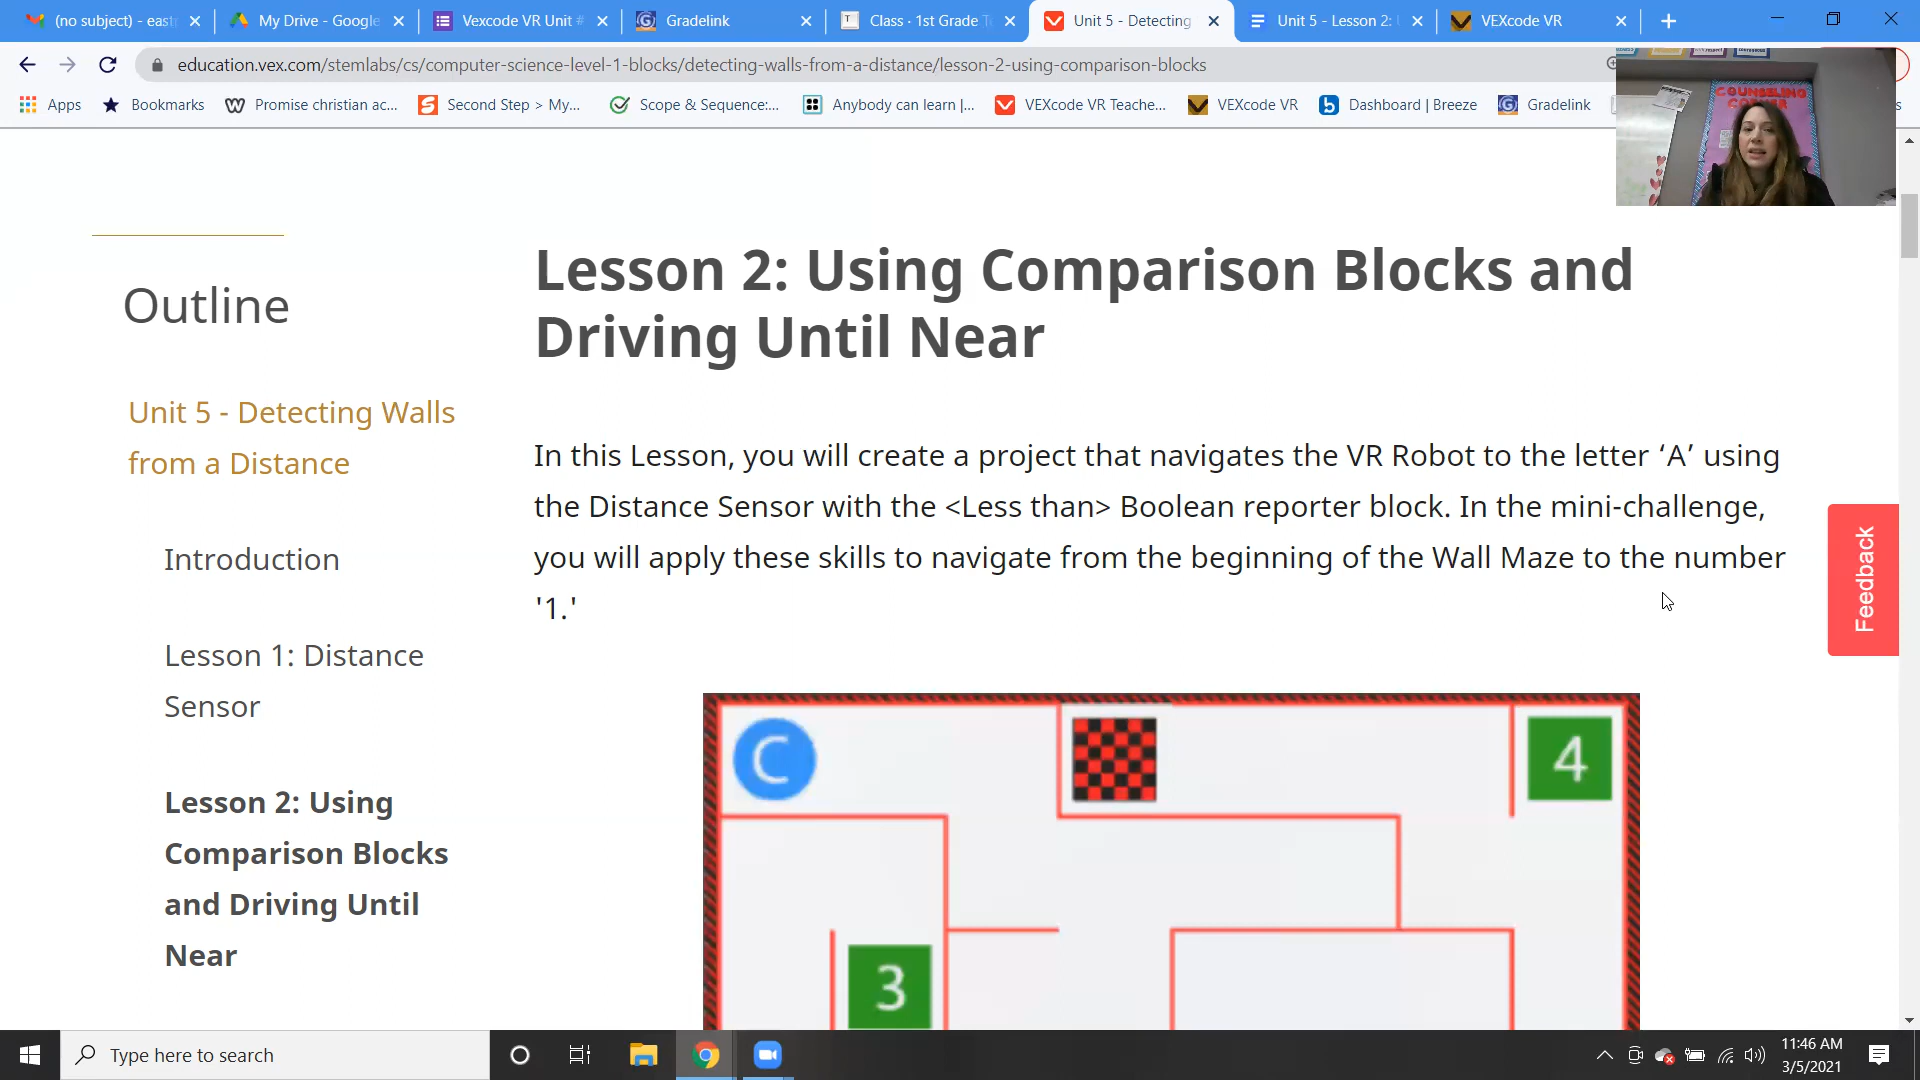 (no subject) - east
My Drive - Google
Vexcode VR Unit #
Gradelink
Class · 1st Grade T
Unit 5 - Detecting
Unit 5 - Lesson 2:
VEXcode VR
education.vex.com/stemlabs/cs/computer-science-level-1-blocks/detecting-walls-from-a-distance/lesson-2-using-comparison-blocks
Apps
Bookmarks
Promise christian ac...
Second Step > My...
Scope & Sequence:...
Anybody can learn |...
VEXcode VR Teache...
VEXcode VR
Dashboard | Breeze
Gradelink
COUNSELING
CORNER
Outline
Unit 5 - Detecting Walls
from a Distance
Introduction
Lesson 1: Distance
Sensor
Lesson 2: Using
Comparison Blocks
and Driving Until
Near
Lesson 2: Using Comparison Blocks and
Driving Until Near
In this Lesson, you will create a project that navigates the VR Robot to the letter ‘A’ using
the Distance Sensor with the <Less than> Boolean reporter block. In the mini-challenge,
you will apply these skills to navigate from the beginning of the Wall Maze to the number
'1.'
C
4
3
Feedback
Type here to search
11:46 AM
3/5/2021